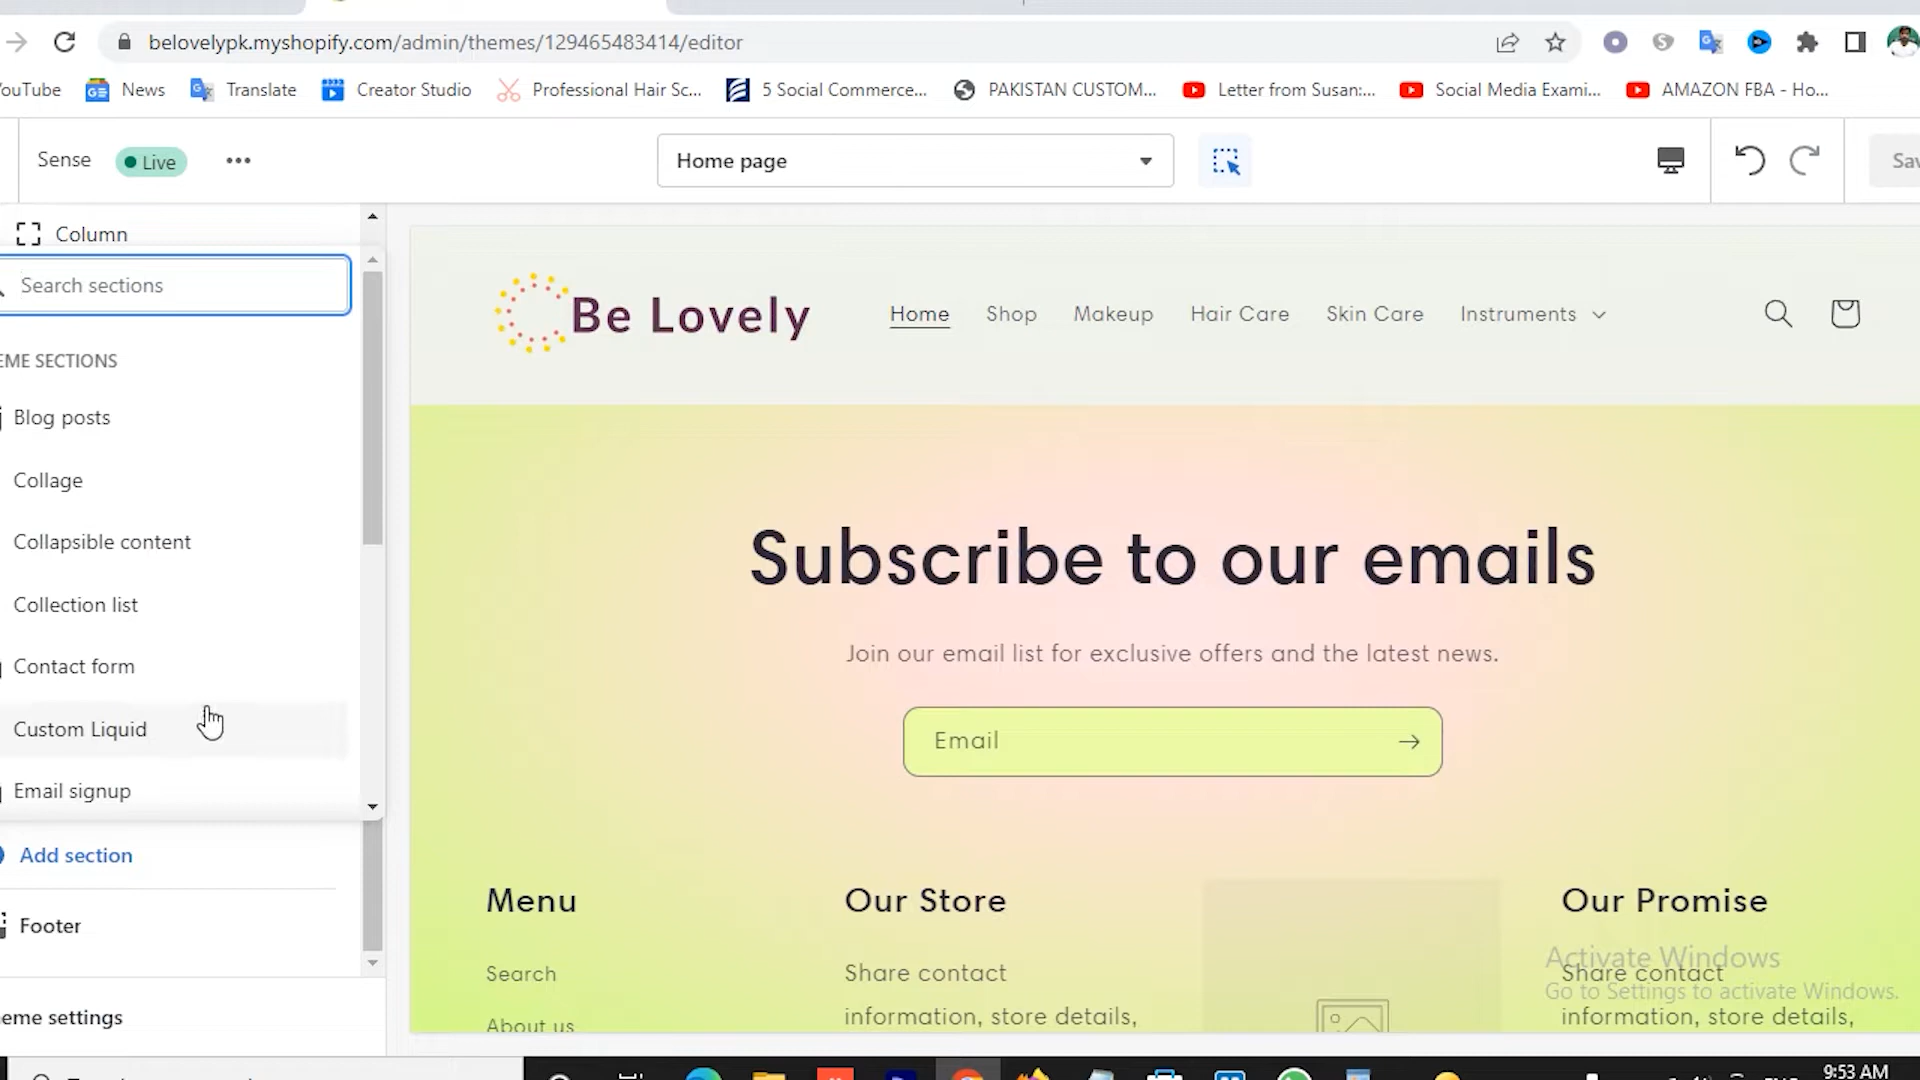 belovelypk.myshopify.com/admin/themes/129465483414/editor
YouTube News Translate Creator Studio Professional Hair Sc... 5 Social Commerce... PAKISTAN CUSTOM... Letter from Susan:... Social Media Exami... AMAZON FBA - Ho...
Sense Live ••• Home page Sav
Column
Search sections
EME SECTIONS
Blog posts
Collage
Collapsible content
Collection list
Contact form
Custom Liquid
Email signup
Add section
Footer
eme settings
Be Lovely Home Shop Makeup Hair Care Skin Care Instruments
Subscribe to our emails
Join our email list for exclusive offers and the latest news.
Email
Menu
Search
About us
Our Store
Share contact
information, store details,
Our Promise
Share contact
information, store details,
Activate Windows
Go to Settings to activate Windows.
9:53 AM